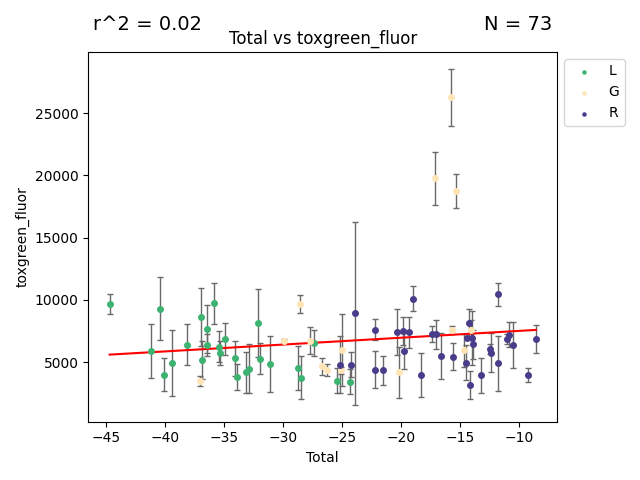 r^2 = 0.02
N = 73
Total vs toxgreen_fluor
L
G
R
toxgreen_fluor
25000
20000
15000
10000
5000
−45
−40
−35
−30
−25
−20
−15
−10
Total